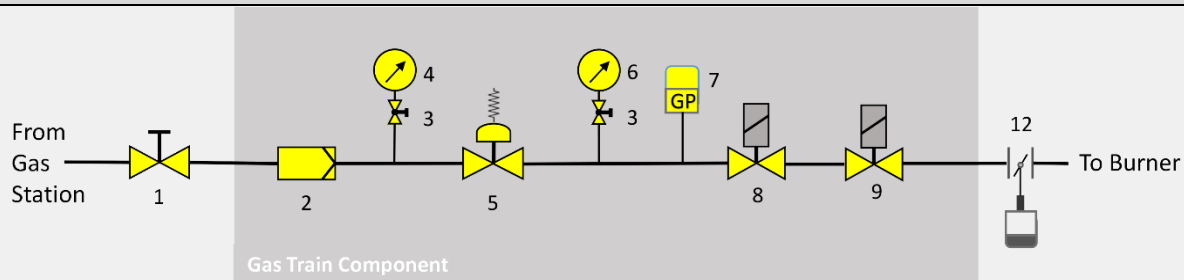 From
Gas
Station
1
2
3
4
5
3
6
GP
7
8
9
12
To Burner
Gas Train Component